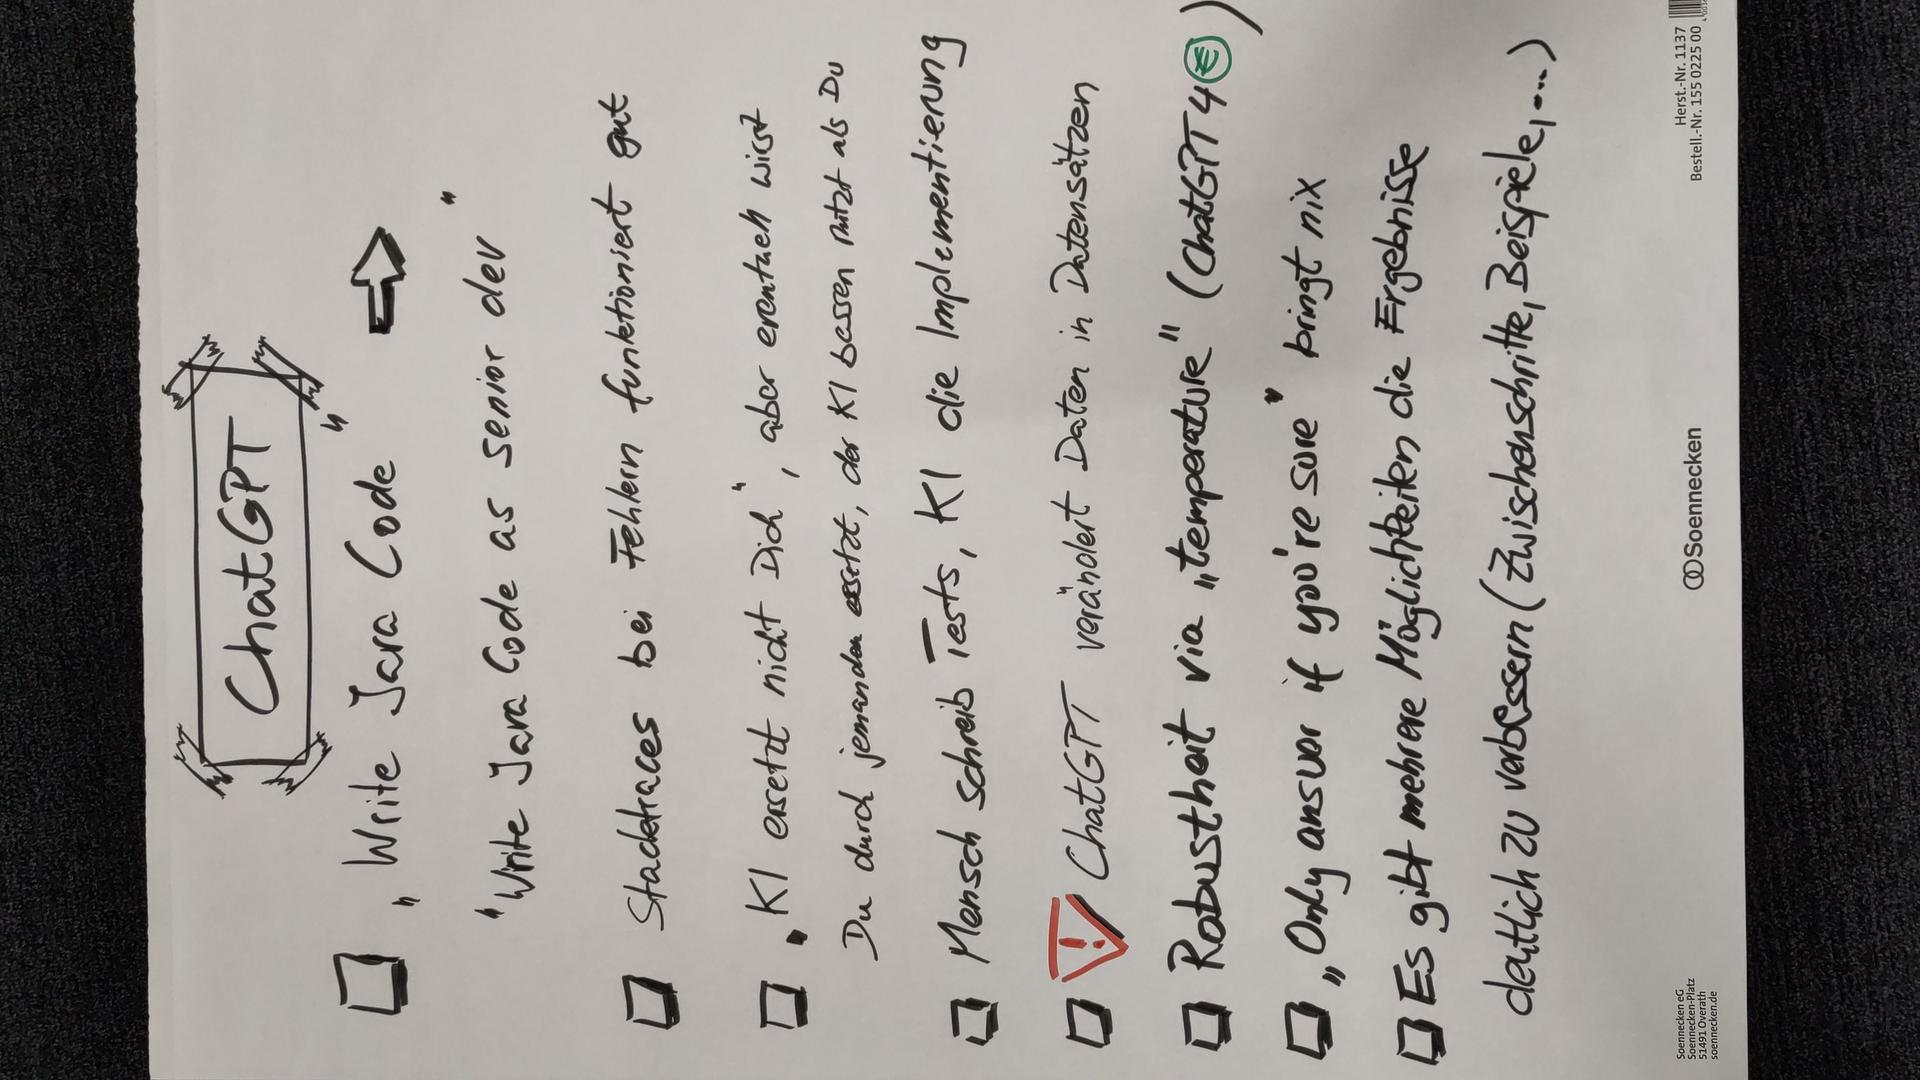 ChatGPT
„Write Java Code"
"Write Java Code as senior dev"
Stacktraces bei Fehlern funktioniert gut
„KI ersetzt nicht Dich", aber eventuell wirst
Du durch jemanden ersetzt, der KI besser nutzt als Du
Mensch schreib Tests, KI die Implementierung
! ChatGPT verändert Daten in Datensätzen
Robustheit via „temperature" (ChatGPT 4 €)
„Only answer if you're sure" bringt nix
Es gibt mehrere Möglichkeiten die Ergebnisse
deutlich zu verbessern (Zwischenschritte, Beispiele, ...)
Soennecken eG
Soennecken-Platz
51491 Overath
soennecken.de
Soennecken
Herst.-Nr. 1137
Bestell.-Nr. 155 0225 00